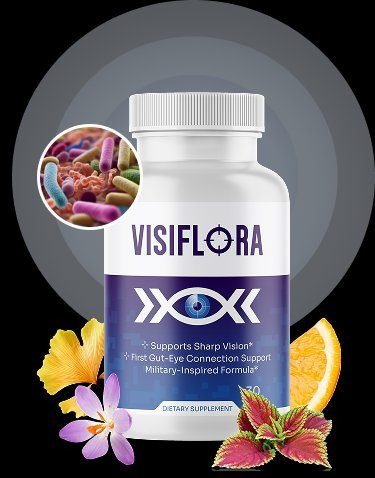 VISIFLORA
Supports Sharp Vision*
First Gut-Eye Connection Support
Military-Inspired Formula*
30
DIETARY SUPPLEMENT